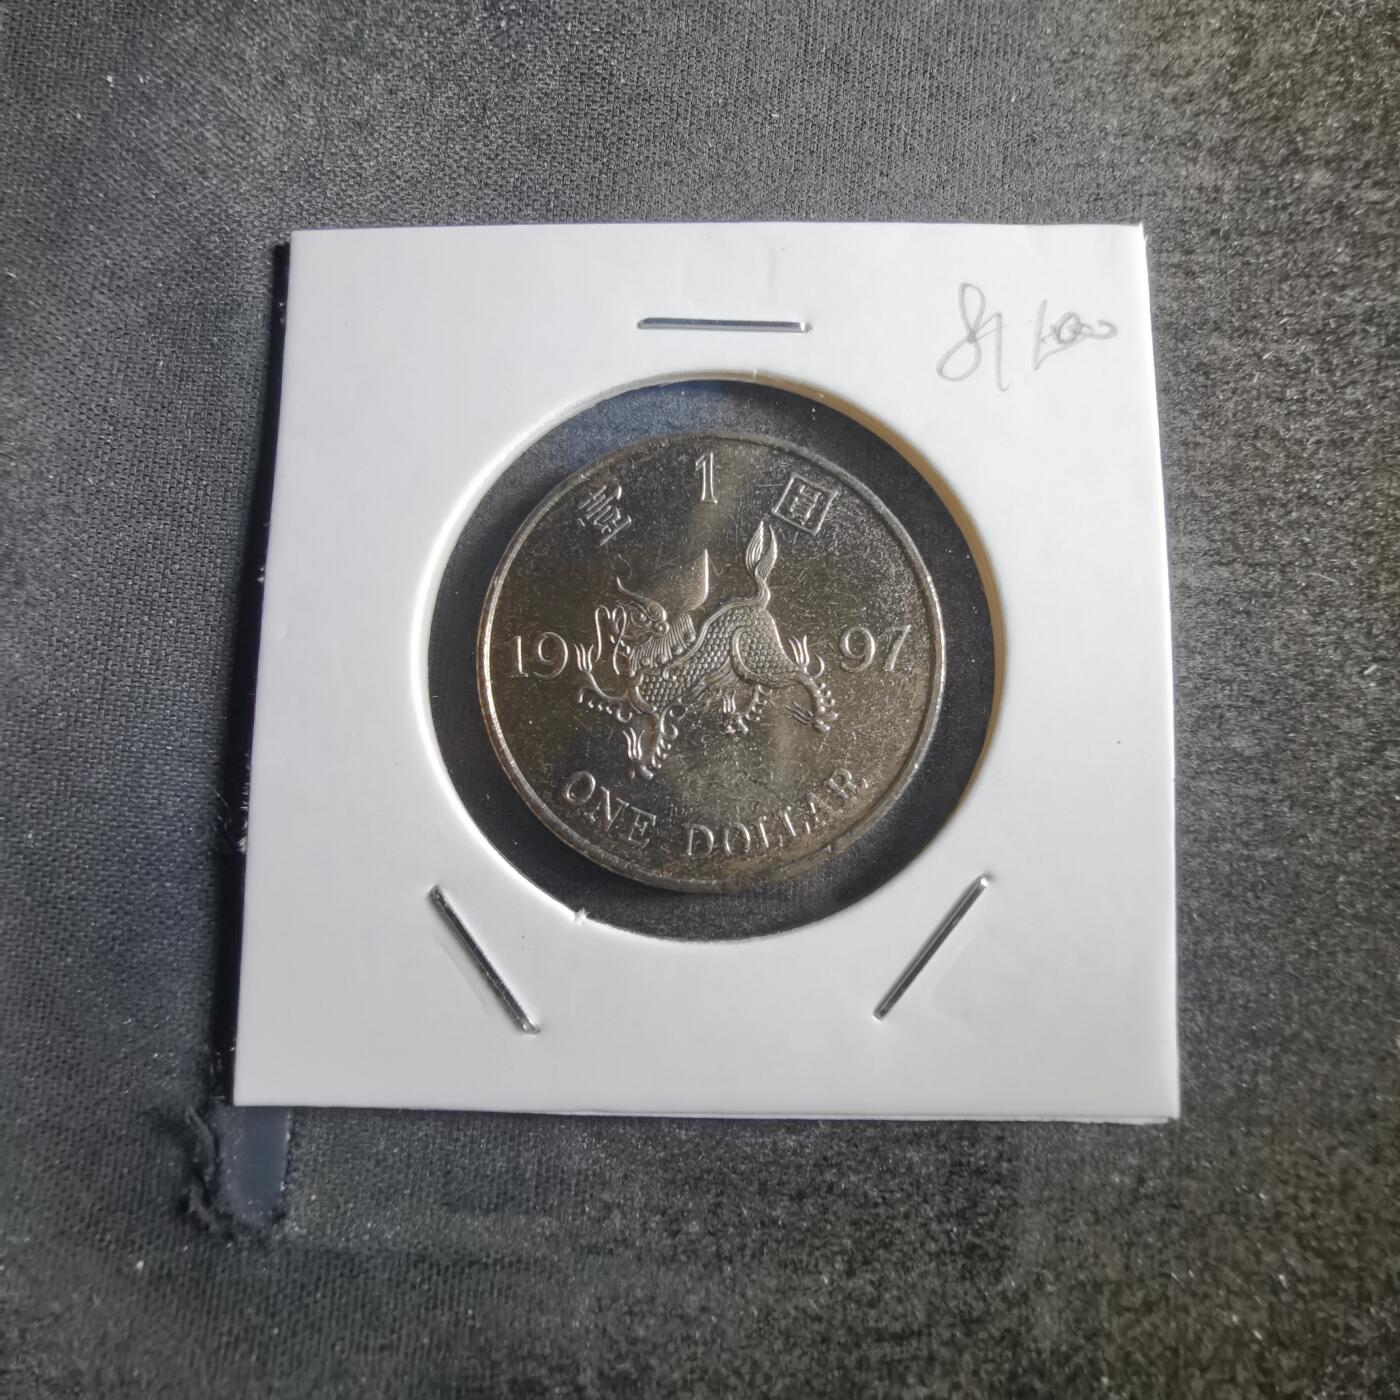 1
壹 圓
19 97
ONE DOLLAR